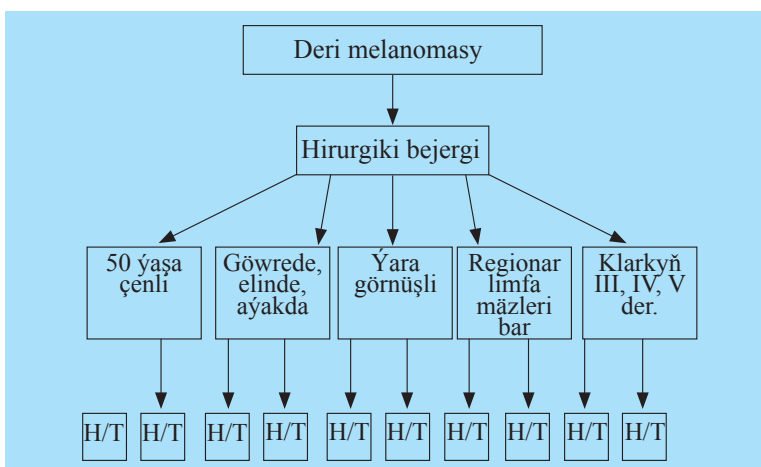 Deri melanomasy
Hirurgiki bejergi
50 ýaşa
çenli
Göwrede,
elinde,
aýakda
Ýara
görnüşli
Regionar
limfa
mäzleri
bar
Klarkyň
III, IV, V
der.
H/T
H/T
H/T
H/T
H/T
H/T
H/T
H/T
H/T
H/T